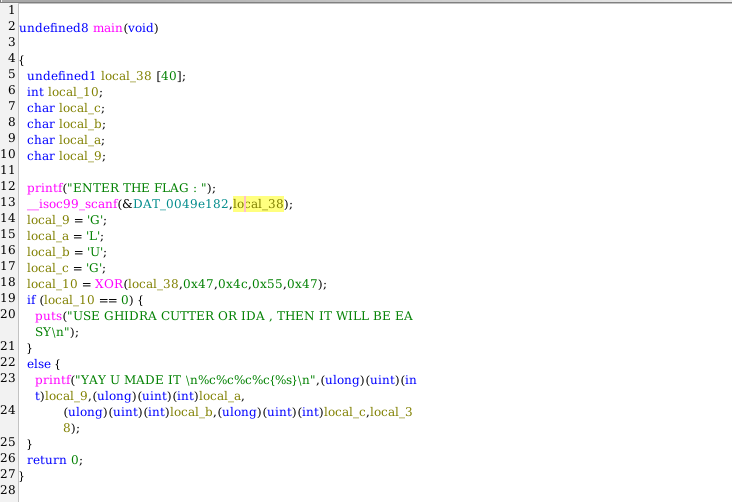 1
2 undefined8 main(void)
3
4 {
5 undefined1 local_38 [40];
6 int local_10;
7 char local_c;
8 char local_b;
9 char local_a;
10 char local_9;
11
12 printf("ENTER THE FLAG : ");
13 __isoc99_scanf(&DAT_0049e182,local_38);
14 local_9 = 'G';
15 local_a = 'L';
16 local_b = 'U';
17 local_c = 'G';
18 local_10 = XOR(local_38,0x47,0x4c,0x55,0x47);
19 if (local_10 == 0) {
20 puts("USE GHIDRA CUTTER OR IDA , THEN IT WILL BE EA
SY\n");
21 }
22 else {
23 printf("YAY U MADE IT \n%c%c%c%c{%s}\n",(ulong)(uint)(in
t)local_9,(ulong)(uint)(int)local_a,
24 (ulong)(uint)(int)local_b,(ulong)(uint)(int)local_c,local_3
8);
25 }
26 return 0;
27 }
28